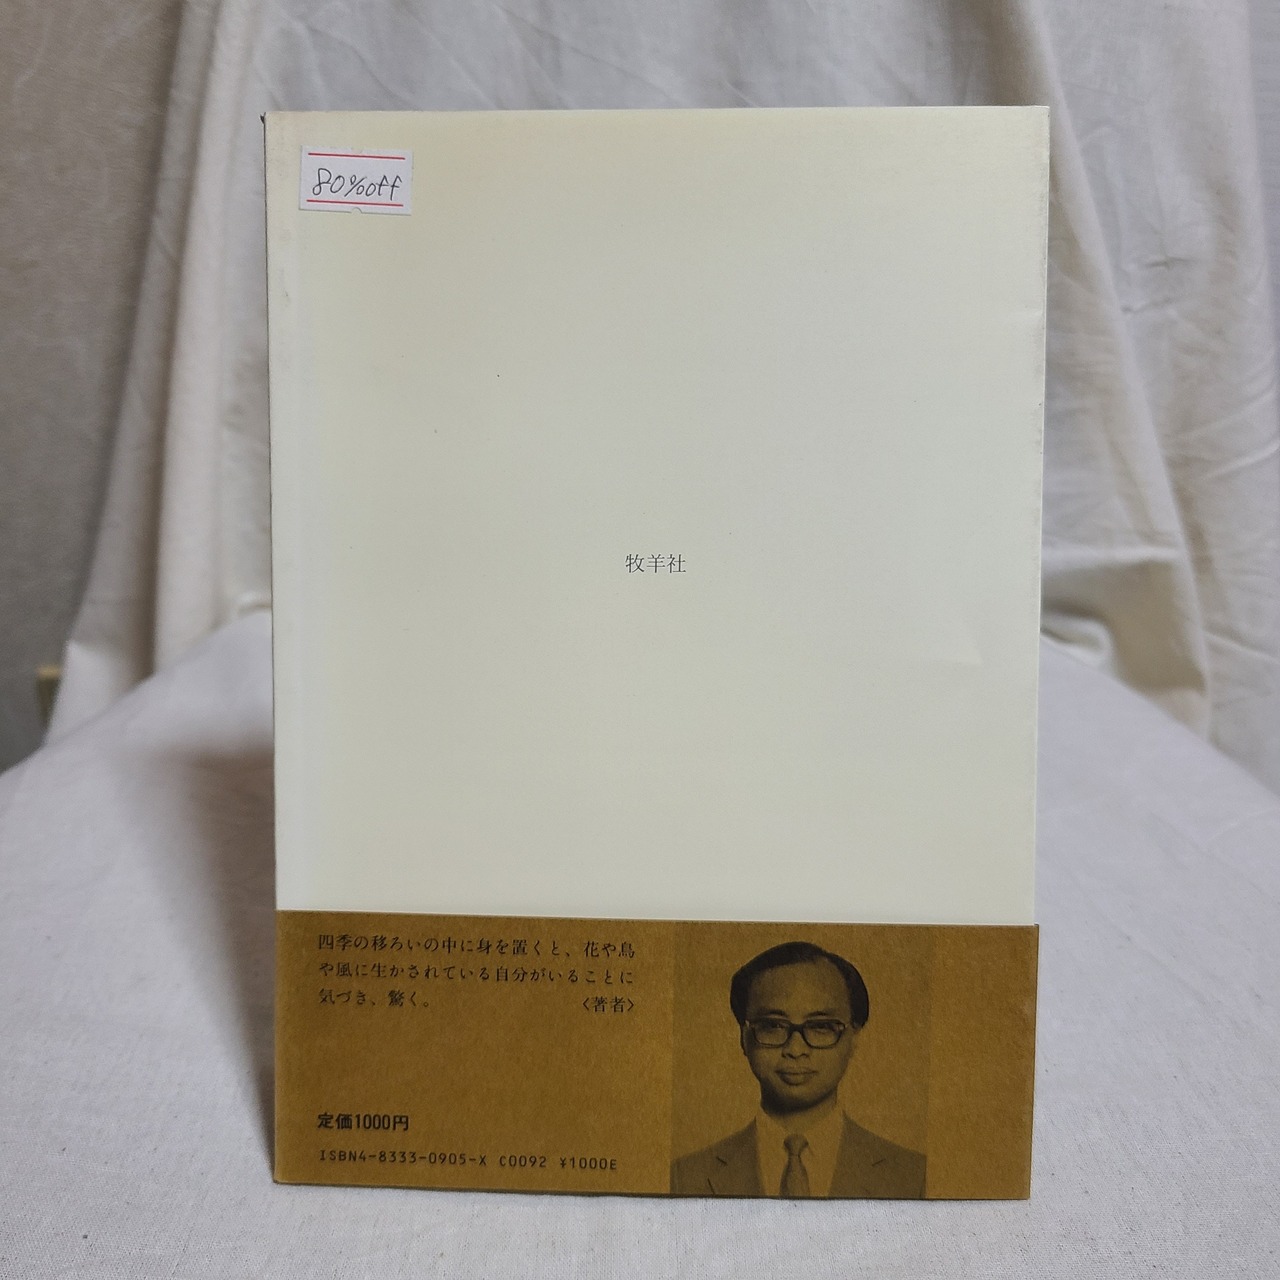 80%off
牧羊社
四季の移ろいの中に身を置くと、花や鳥
や風に生かされている自分がいることに
気づき、驚く。 〈著者〉
定価1000円
ISBN4-8333-0905-X C0092 ¥1000E